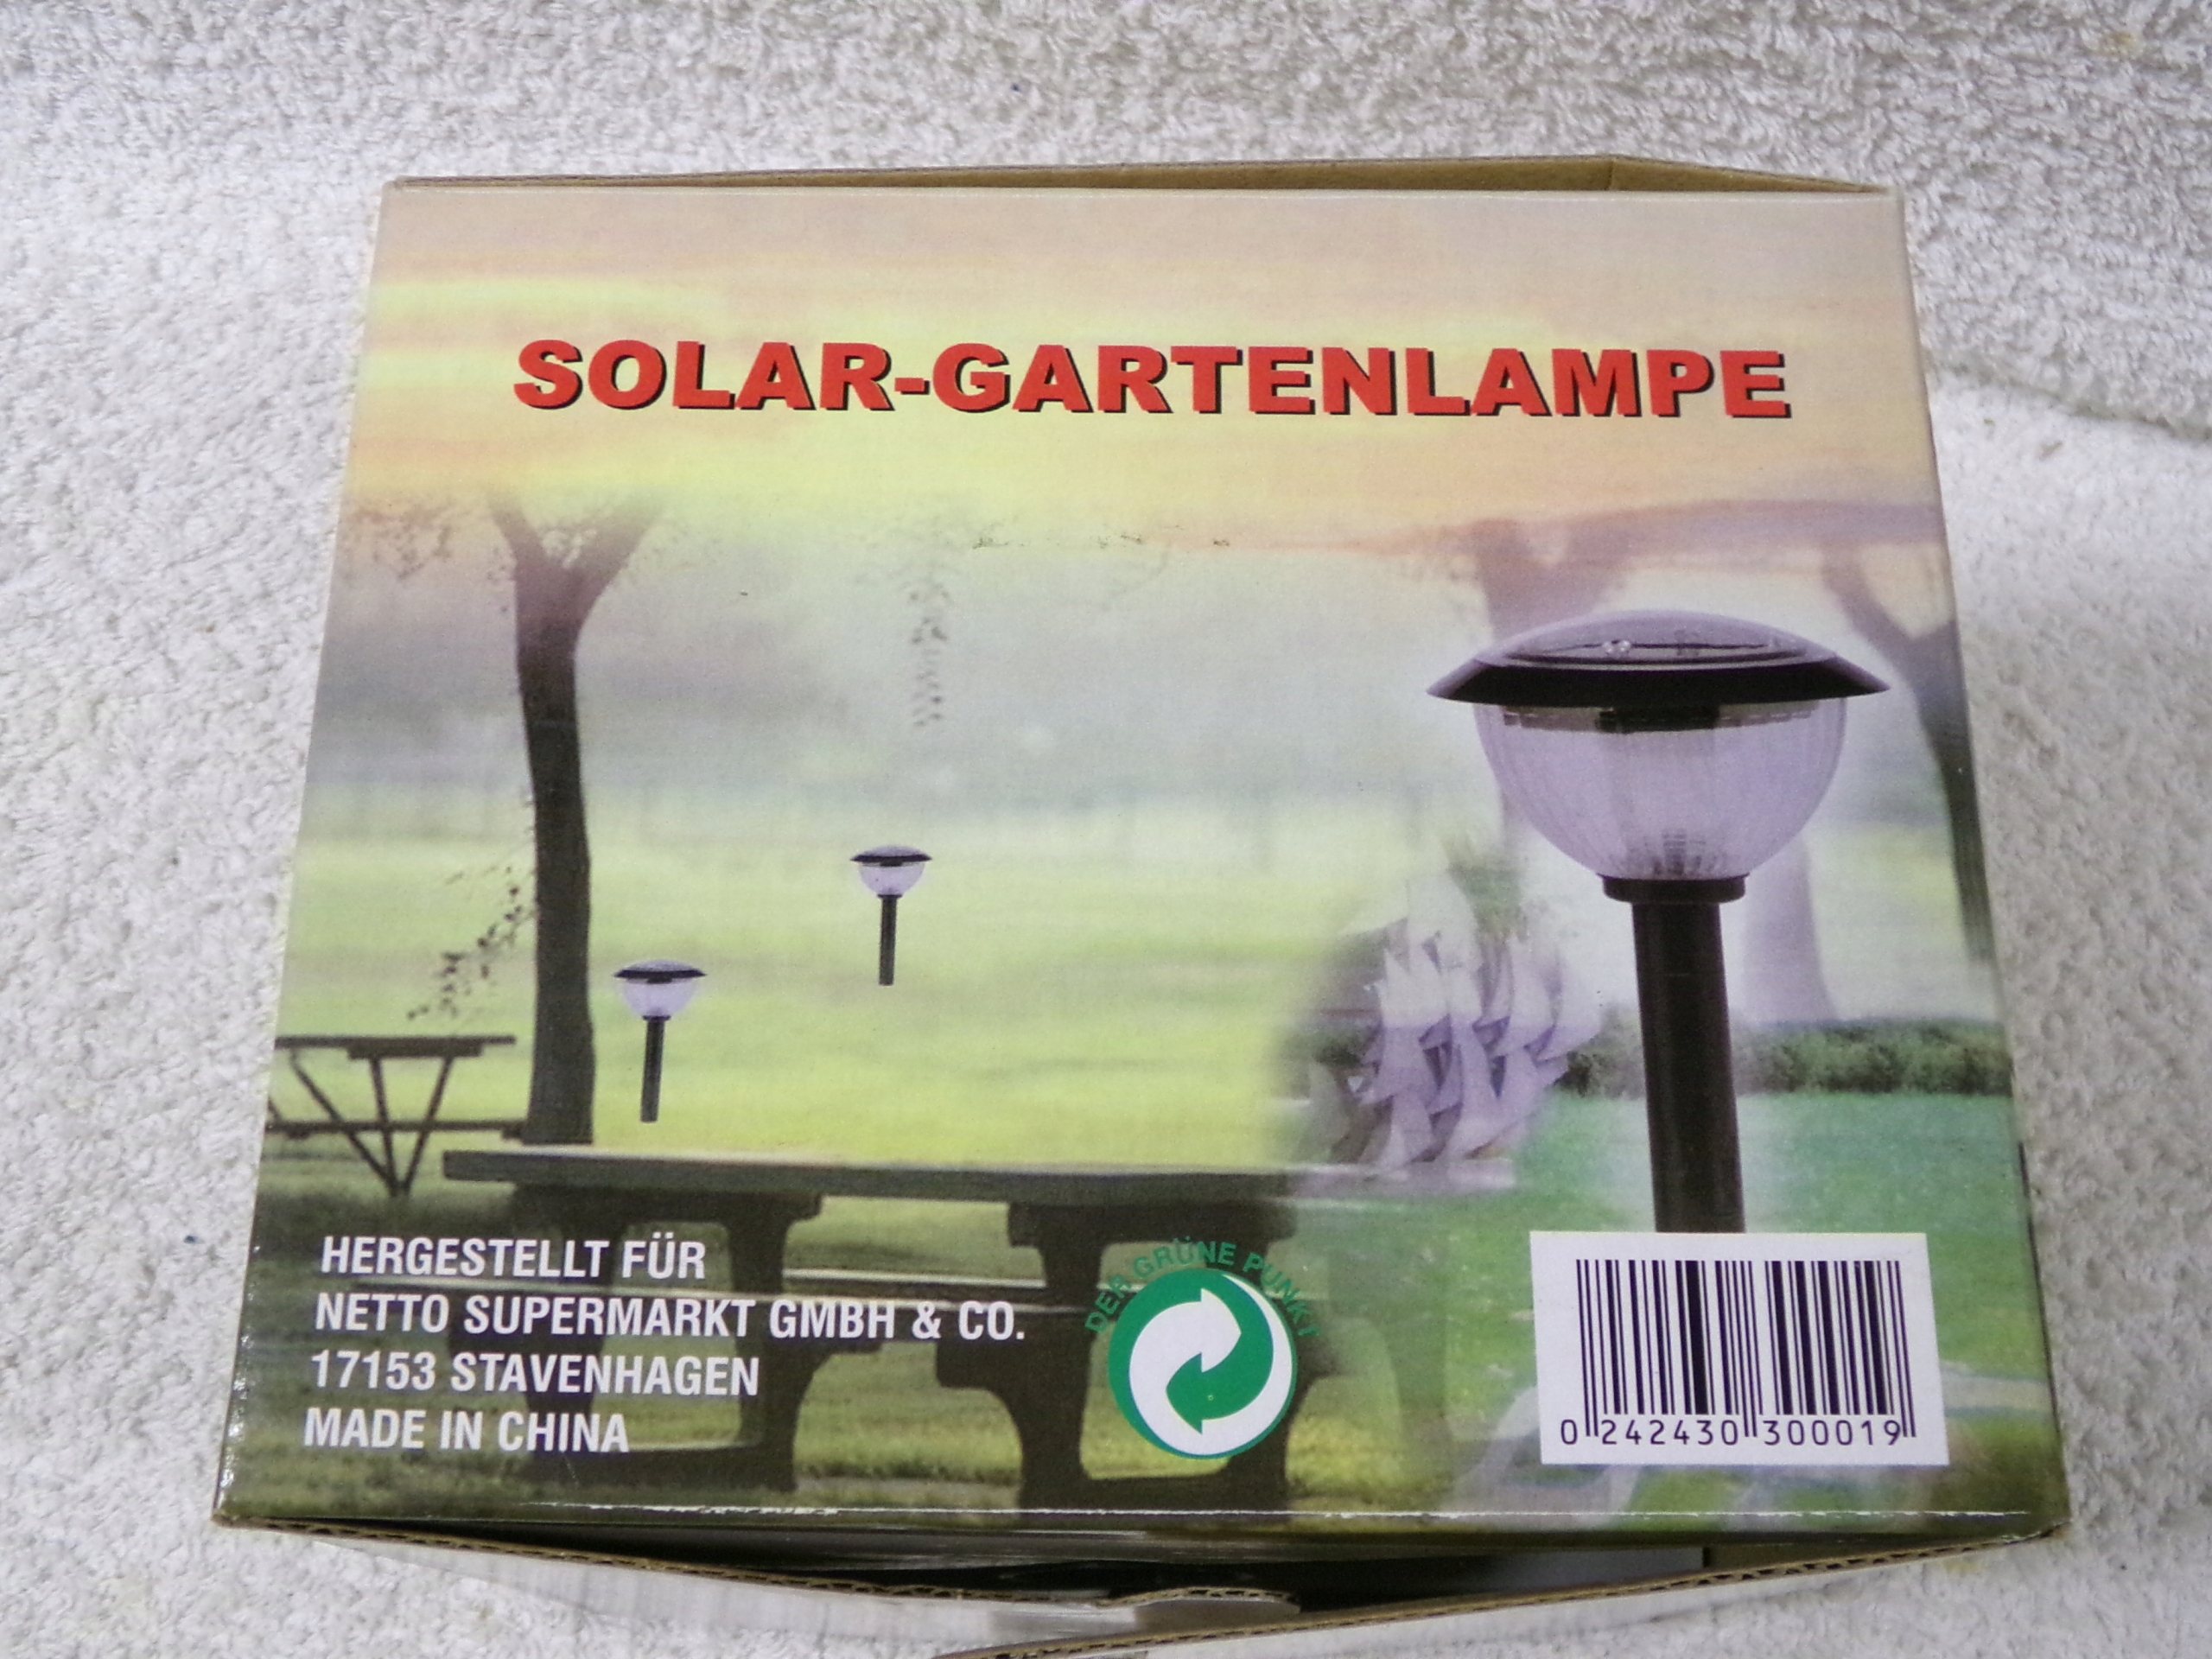 SOLAR-GARTENLAMPE
HERGESTELLT FÜR
NETTO SUPERMARKT GMBH & CO.
17153 STAVENHAGEN
MADE IN CHINA
DER GRÜNE PUNKT
0 242430 300019